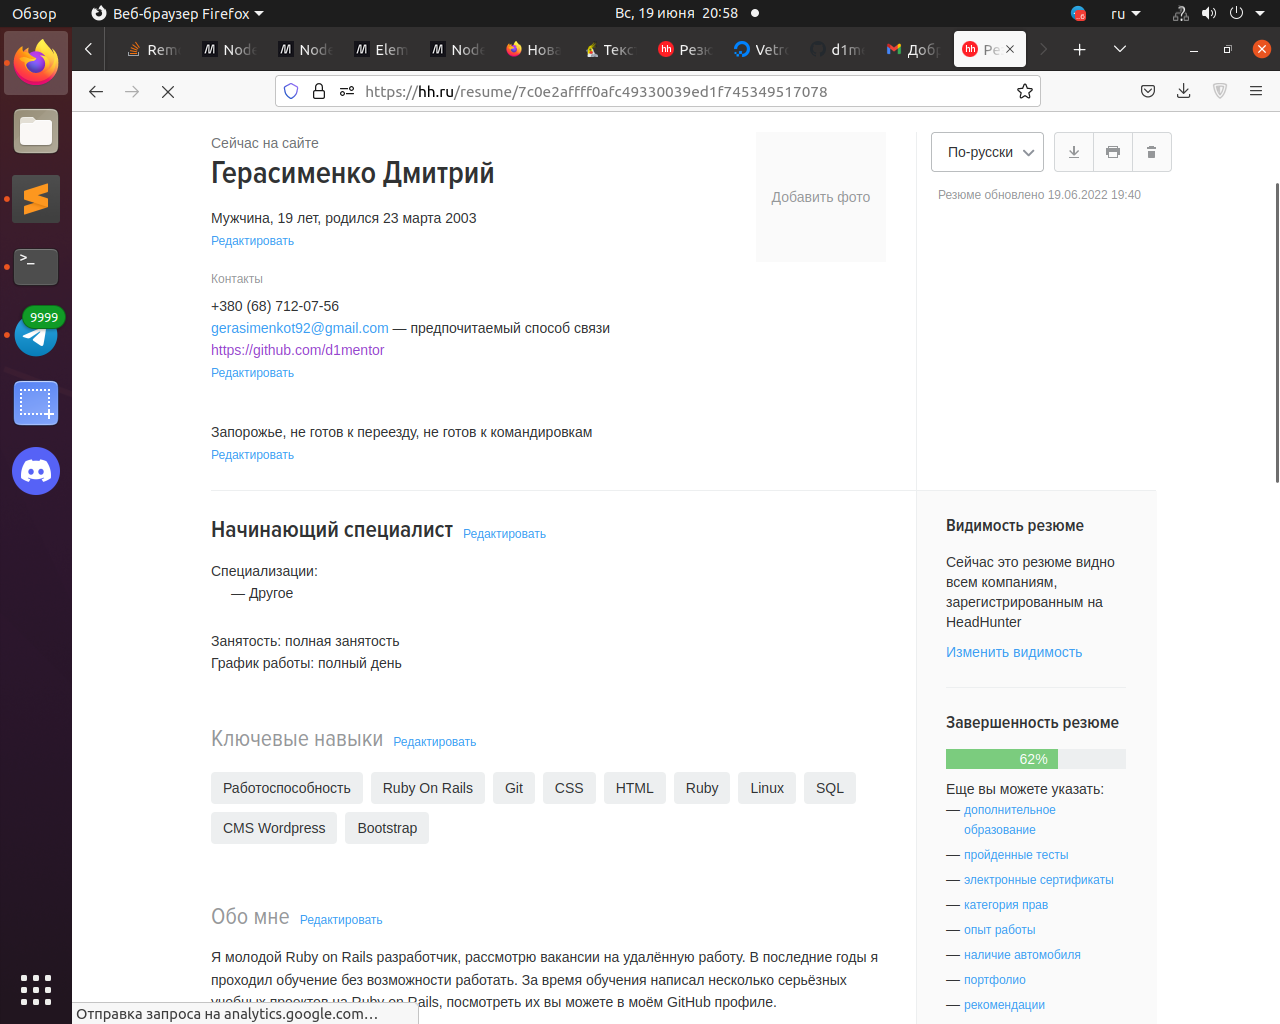 Обзор
Веб-браузер Firefox
Вс, 19 июня 20:58
ru
Reme
Node
Node
Elem
Node
Нова
Текс
Резю
Vetro
d1me
Добр
Ре
https://hh.ru/resume/7c0e2affff0afc49330039ed1f745349517078
9999
Сейчас на сайте
Герасименко Дмитрий
Мужчина, 19 лет, родился 23 марта 2003
Редактировать
Добавить фото
По-русски
Резюме обновлено 19.06.2022 19:40
Контакты
+380 (68) 712-07-56
gerasimenkot92@gmail.com — предпочитаемый способ связи
https://github.com/d1mentor
Редактировать
Запорожье, не готов к переезду, не готов к командировкам
Редактировать
Начинающий специалист Редактировать
Специализации:
— Другое
Занятость: полная занятость
График работы: полный день
Ключевые навыки Редактировать
Работоспособность Ruby On Rails Git CSS HTML Ruby Linux SQL
CMS Wordpress Bootstrap
Обо мне Редактировать
Я молодой Ruby on Rails разработчик, рассмотрю вакансии на удалённую работу. В последние годы я
проходил обучение без возможности работать. За время обучения написал несколько серьёзных
учебных проектов на Ruby on Rails, посмотреть их вы можете в моём GitHub профиле.
Видимость резюме
Сейчас это резюме видно
всем компаниям,
зарегистрированным на
HeadHunter
Изменить видимость
Завершенность резюме
62%
Еще вы можете указать:
— дополнительное
образование
— пройденные тесты
— электронные сертификаты
— категория прав
— опыт работы
— наличие автомобиля
— портфолио
— рекомендации
Отправка запроса на analytics.google.com…